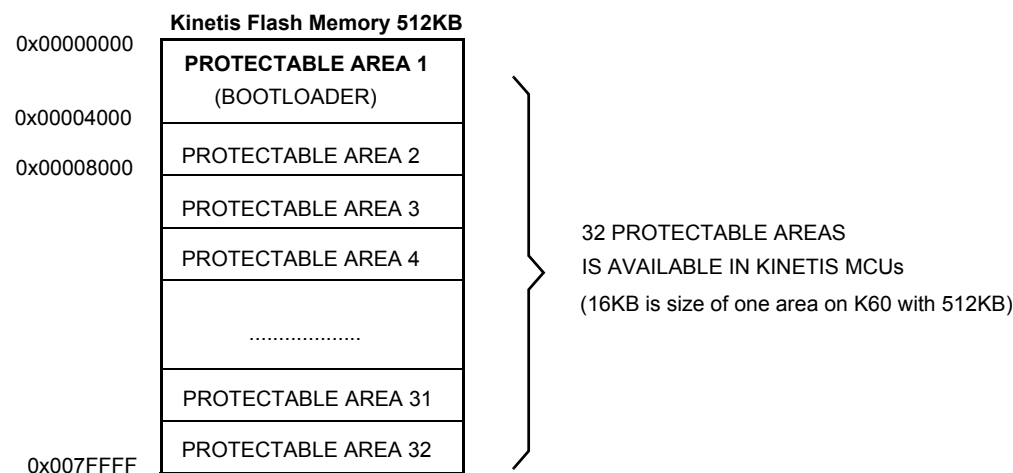 Kinetis Flash Memory 512KB
0x00000000
PROTECTABLE AREA 1
(BOOTLOADER)
0x00004000
PROTECTABLE AREA 2
0x00008000
PROTECTABLE AREA 3
PROTECTABLE AREA 4
...................
PROTECTABLE AREA 31
PROTECTABLE AREA 32
0x007FFFF
32 PROTECTABLE AREAS
IS AVAILABLE IN KINETIS MCUs
(16KB is size of one area on K60 with 512KB)